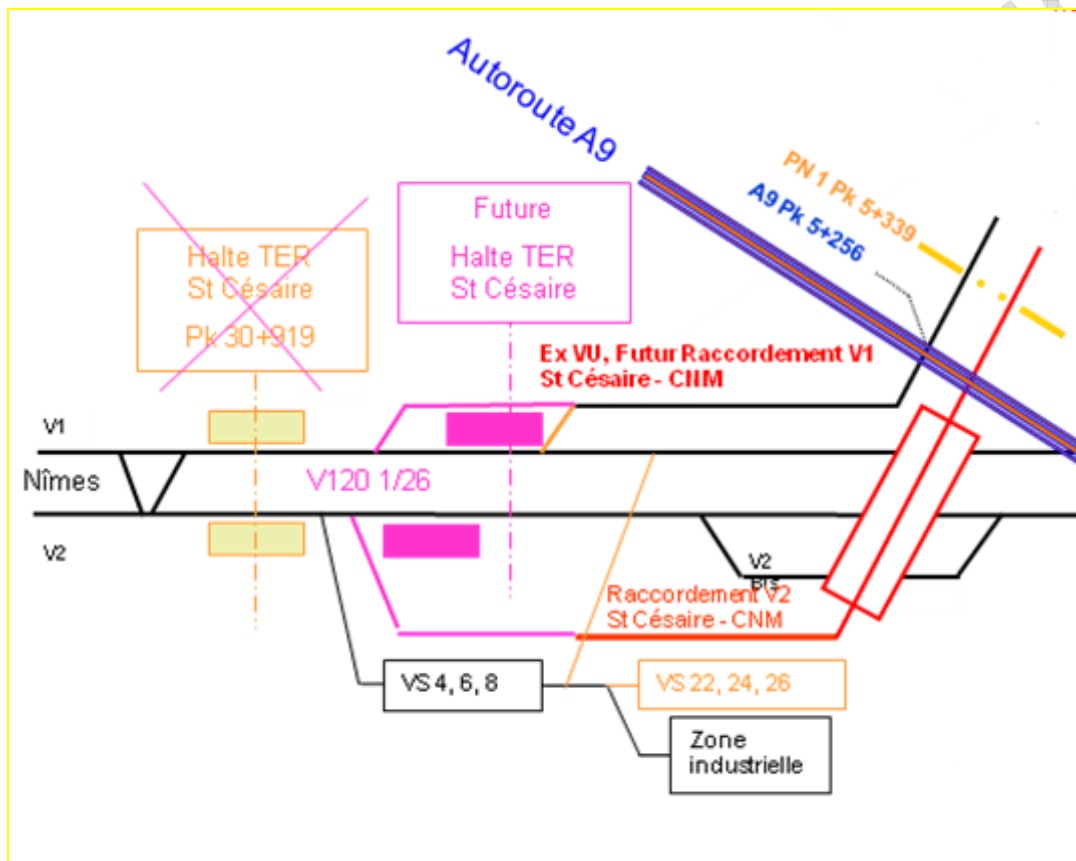 Autoroute A9
PN 1 Pk 5+339
A9 Pk 5+256
Future
Halte TER
St Césaire
Halte TER
St Césaire
Pk 30+919
Ex VU, Futur Raccordement V1
St Césaire - CNM
V1
Nîmes
V120 1/26
V2
V2
Bis
Raccordement V2
St Césaire - CNM
VS 4, 6, 8
VS 22, 24, 26
Zone
industrielle